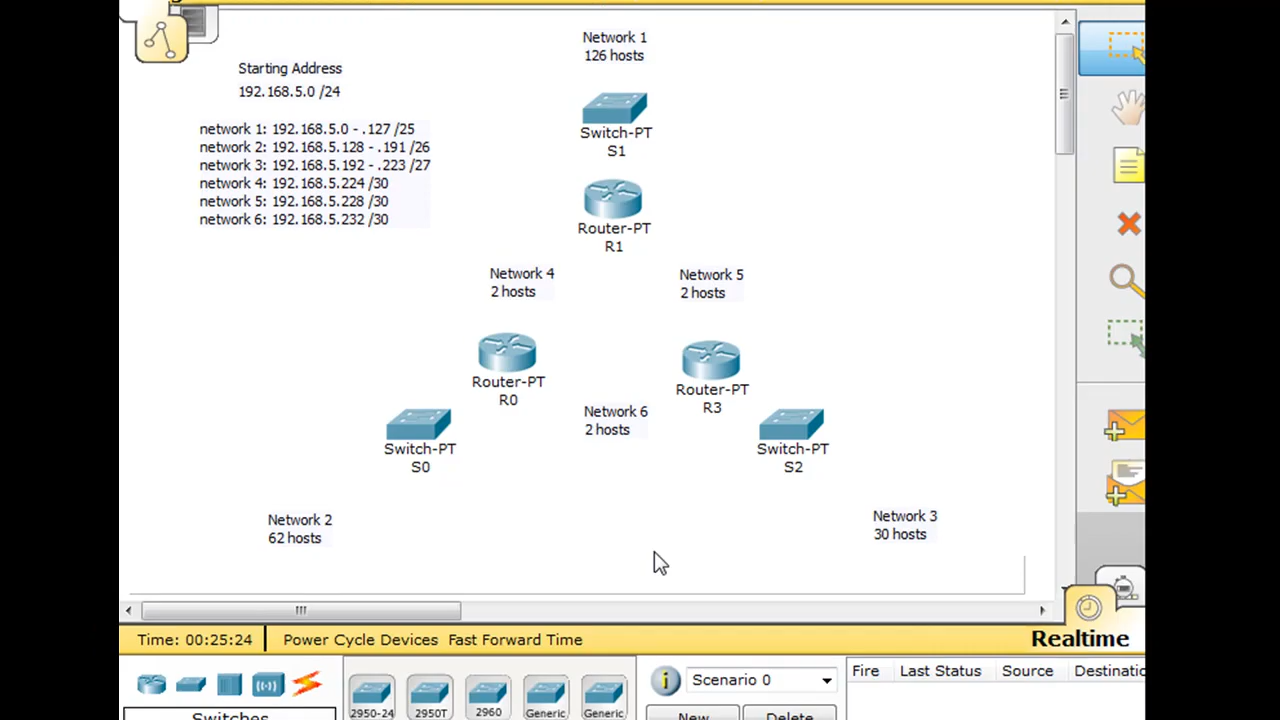 Network 1
126 hosts
Starting Address
192.168.5.0 /24
network 1: 192.168.5.0 - .127 /25
network 2: 192.168.5.128 - .191 /26
network 3: 192.168.5.192 - .223 /27
network 4: 192.168.5.224 /30
network 5: 192.168.5.228 /30
network 6: 192.168.5.232 /30
Switch-PT
S1
Router-PT
R1
Network 4
2 hosts
Network 5
2 hosts
Router-PT
R0
Router-PT
R3
Network 6
2 hosts
Switch-PT
S0
Switch-PT
S2
Network 2
62 hosts
Network 3
30 hosts
Time: 00:25:24 Power Cycle Devices Fast Forward Time
Realtime
Scenario 0
Fire Last Status Source Destinatio
2950-24 2950T 2960 Generic Generic
Switches
New Delete